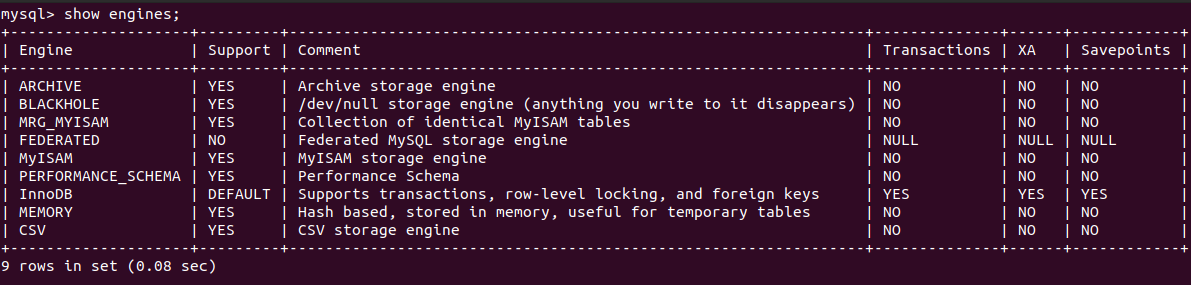 mysql> show engines;
+--------------------+---------+----------------------------------------------------------------+--------------+------+------------+
| Engine             | Support | Comment                                                        | Transactions | XA   | Savepoints |
+--------------------+---------+----------------------------------------------------------------+--------------+------+------------+
| ARCHIVE            | YES     | Archive storage engine                                         | NO           | NO   | NO         |
| BLACKHOLE          | YES     | /dev/null storage engine (anything you write to it disappears) | NO           | NO   | NO         |
| MRG_MYISAM         | YES     | Collection of identical MyISAM tables                          | NO           | NO   | NO         |
| FEDERATED          | NO      | Federated MySQL storage engine                                 | NULL         | NULL | NULL       |
| MyISAM             | YES     | MyISAM storage engine                                          | NO           | NO   | NO         |
| PERFORMANCE_SCHEMA | YES     | Performance Schema                                             | NO           | NO   | NO         |
| InnoDB             | DEFAULT | Supports transactions, row-level locking, and foreign keys     | YES          | YES  | YES        |
| MEMORY             | YES     | Hash based, stored in memory, useful for temporary tables      | NO           | NO   | NO         |
| CSV                | YES     | CSV storage engine                                             | NO           | NO   | NO         |
+--------------------+---------+----------------------------------------------------------------+--------------+------+------------+
9 rows in set (0.08 sec)